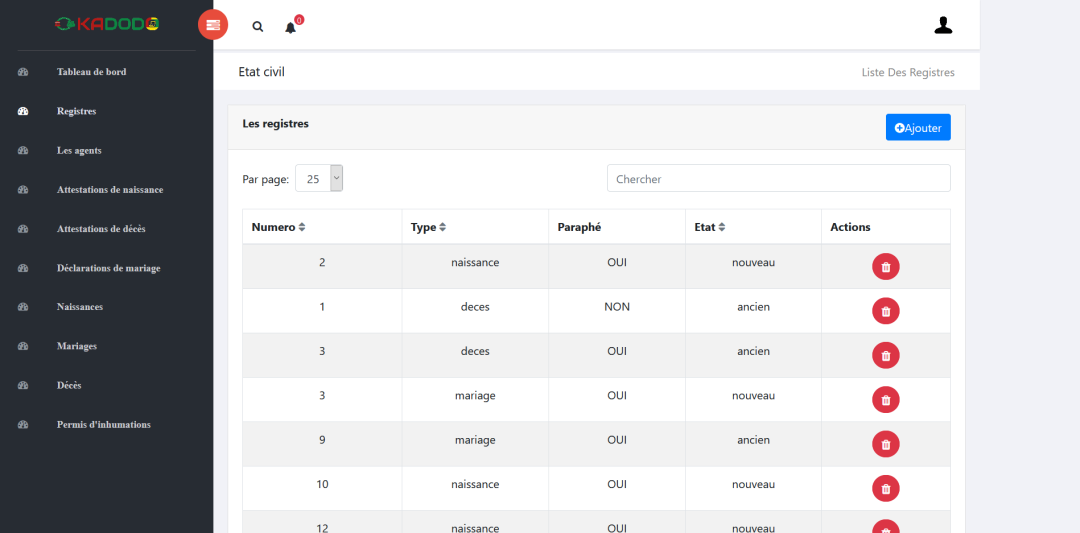 KADODO
0
Tableau de bord
Registres
Les agents
Attestations de naissance
Attestations de décès
Déclarations de mariage
Naissances
Mariages
Décès
Permis d'inhumations
Etat civil
Liste Des Registres
Les registres
Ajouter
Par page: 25
Chercher
Numero Type Paraphé Etat Actions
2 naissance OUI nouveau
1 deces NON ancien
3 deces OUI ancien
3 mariage OUI nouveau
9 mariage OUI ancien
10 naissance OUI nouveau
12 naissance OUI nouveau